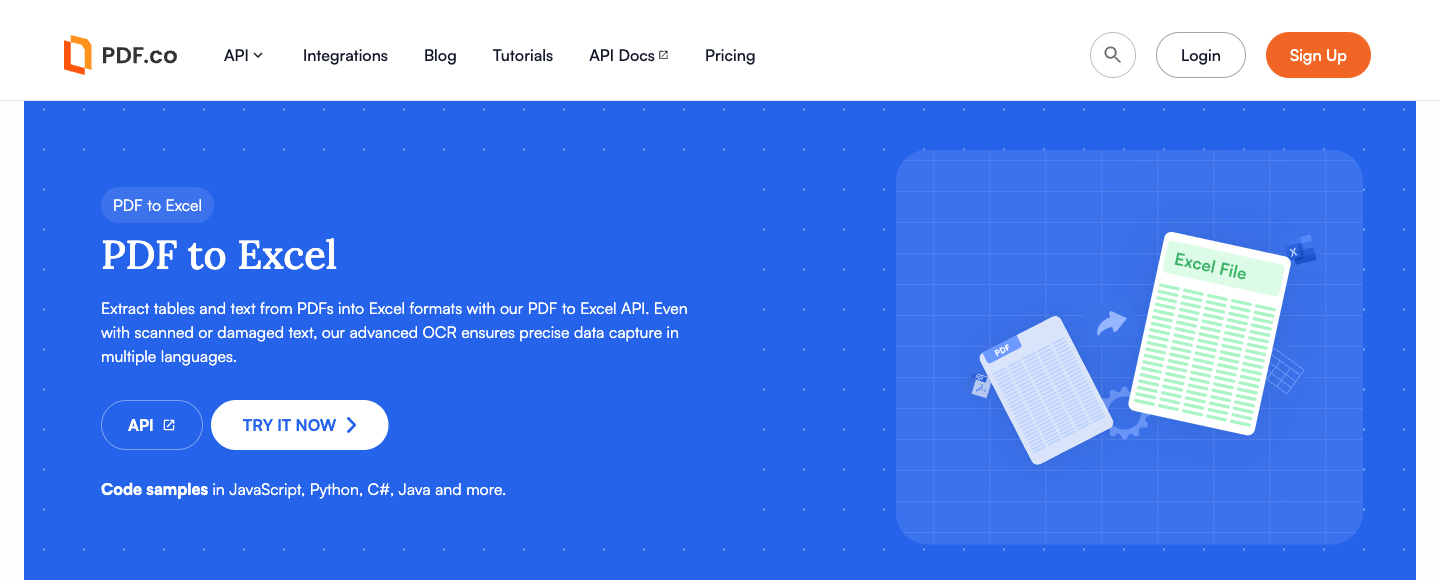 PDF.co
API
Integrations
Blog
Tutorials
API Docs
Pricing
Login
Sign Up
PDF to Excel
PDF to Excel
Extract tables and text from PDFs into Excel formats with our PDF to Excel API. Even
with scanned or damaged text, our advanced OCR ensures precise data capture in
multiple languages.
API
TRY IT NOW
Code samples in JavaScript, Python, C#, Java and more.
Excel File
X
PDF